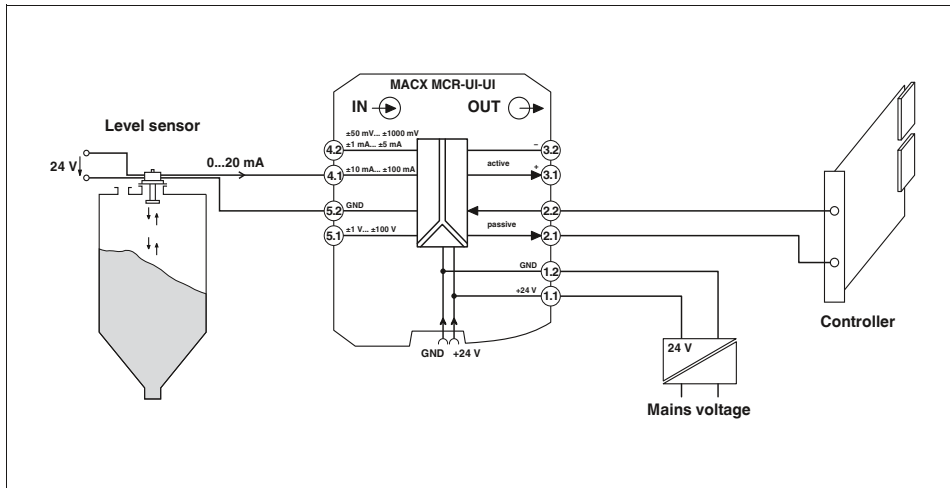 MACX MCR-UI-UI
IN
OUT
Level sensor
24 V
0...20 mA
±50 mV... ±1000 mV
4.2
±1 mA... ±5 mA
4.1
±10 mA... ±100 mA
5.2
GND
5.1
±1 V... ±100 V
–
3.2
active
+
3.1
2.2
passive
2.1
GND
1.2
+24 V
1.1
GND
+24 V
24 V
Mains voltage
Controller